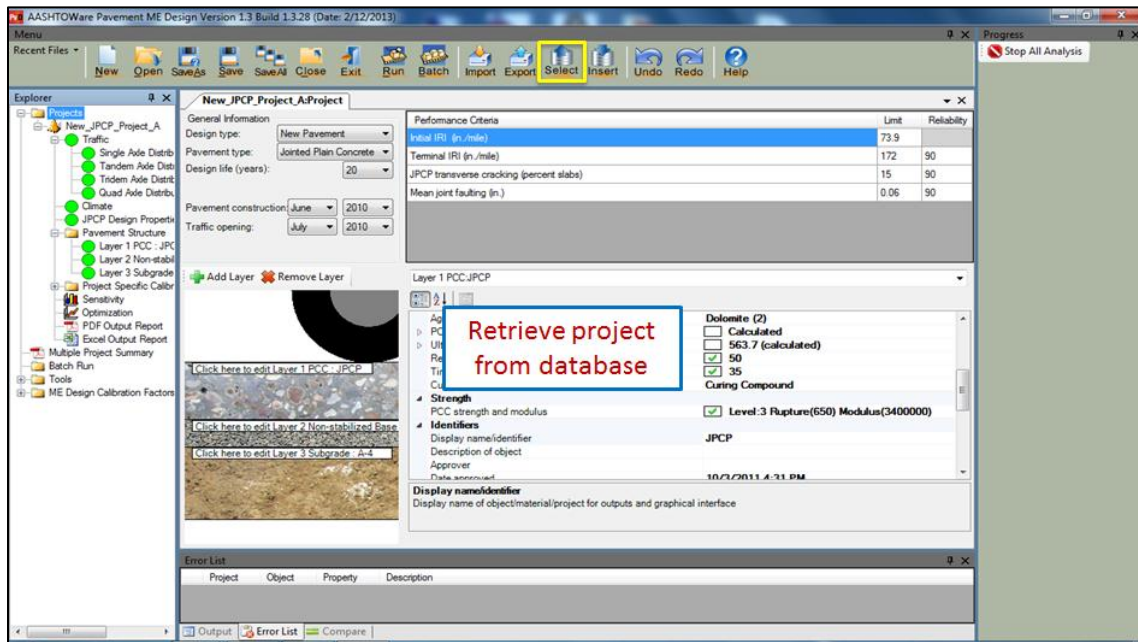 AASHTOWare Pavement ME Design Version 1.3 Build 1.3.28 (Date: 2/12/2013)
Menu
Recent Files
New Open SaveAs Save SaveAll Close Exit Run Batch Import Export Select Insert Undo Redo Help
Progress
Stop All Analysis
Explorer
Projects
New_JPCP_Project_A
Traffic
Single Axle Distrib
Tandem Axle Distr
Tridem Axle Distrib
Quad Axle Distribu
Climate
JPCP Design Propertie
Pavement Structure
Layer 1 PCC : JPC
Layer 2 Non-stabil
Layer 3 Subgrade
Project Specific Calibr
Sensitivity
Optimization
PDF Output Report
Excel Output Report
Multiple Project Summary
Batch Run
Tools
ME Design Calibration Factors
New_JPCP_Project_A:Project
General Information
Design type: New Pavement
Pavement type: Jointed Plain Concrete
Design life (years): 20
Pavement construction: June 2010
Traffic opening: July 2010
Performance Criteria Limit Reliability
Initial IRI (in./mile) 73.9
Terminal IRI (in./mile) 172 90
JPCP transverse cracking (percent slabs) 15 90
Mean joint faulting (in.) 0.06 90
Add Layer Remove Layer
Click here to edit Layer 1 PCC : JPCP
Click here to edit Layer 2 Non-stabilized Base
Click here to edit Layer 3 Subgrade : A-4
Layer 1 PCC:JPCP
Ag Dolomite (2)
PC Calculated
Ult 563.7 (calculated)
Re 50
Tir 35
Cu Curing Compound
Retrieve project
from database
Strength
PCC strength and modulus Level:3 Rupture(650) Modulus(3400000)
Identifiers
Display name/identifier JPCP
Description of object
Approver
Date approved 10/3/2011 4:31 PM
Display name/identifier
Display name of object/material/project for outputs and graphical interface
Error List
Project Object Property Description
Output Error List Compare